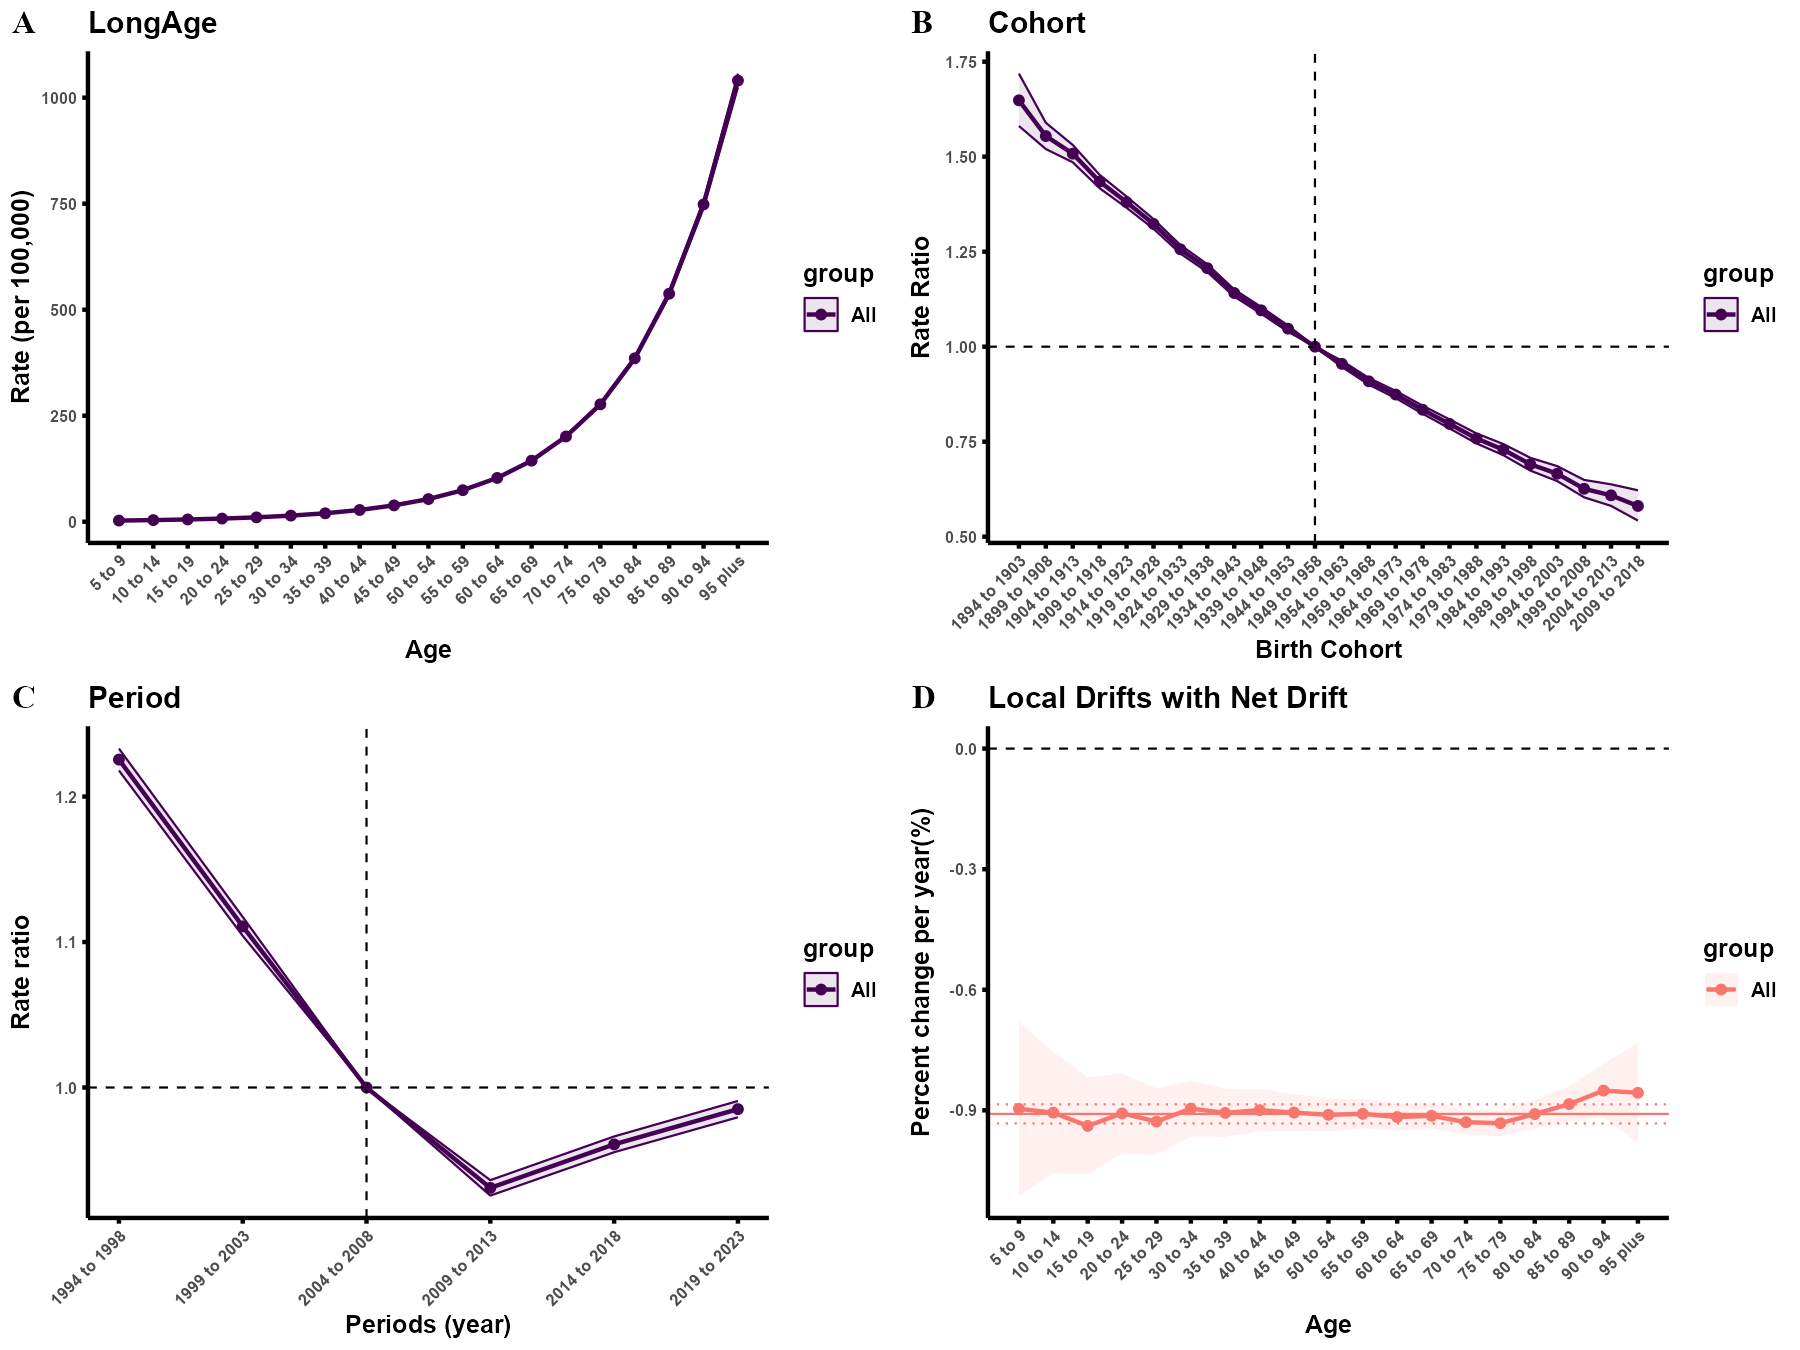 A
LongAge
Rate (per 100,000)
1000
750
500
250
0
5 to 9
10 to 14
15 to 19
20 to 24
25 to 29
30 to 34
35 to 39
40 to 44
45 to 49
50 to 54
55 to 59
60 to 64
65 to 69
70 to 74
75 to 79
80 to 84
85 to 89
90 to 94
95 plus
Age
group
All
B
Cohort
Rate Ratio
1.75
1.50
1.25
1.00
0.75
0.50
1894 to 1903
1899 to 1908
1904 to 1913
1909 to 1918
1914 to 1923
1919 to 1928
1924 to 1933
1929 to 1938
1934 to 1943
1939 to 1948
1944 to 1953
1949 to 1958
1954 to 1963
1959 to 1968
1964 to 1973
1969 to 1978
1974 to 1983
1979 to 1988
1984 to 1993
1989 to 1998
1994 to 2003
1999 to 2008
2004 to 2013
2009 to 2018
Birth Cohort
group
All
C
Period
Rate ratio
1.2
1.1
1.0
1994 to 1998
1999 to 2003
2004 to 2008
2009 to 2013
2014 to 2018
2019 to 2023
Periods (year)
group
All
D
Local Drifts with Net Drift
Percent change per year(%)
0.0
-0.3
-0.6
-0.9
5 to 9
10 to 14
15 to 19
20 to 24
25 to 29
30 to 34
35 to 39
40 to 44
45 to 49
50 to 54
55 to 59
60 to 64
65 to 69
70 to 74
75 to 79
80 to 84
85 to 89
90 to 94
95 plus
Age
group
All